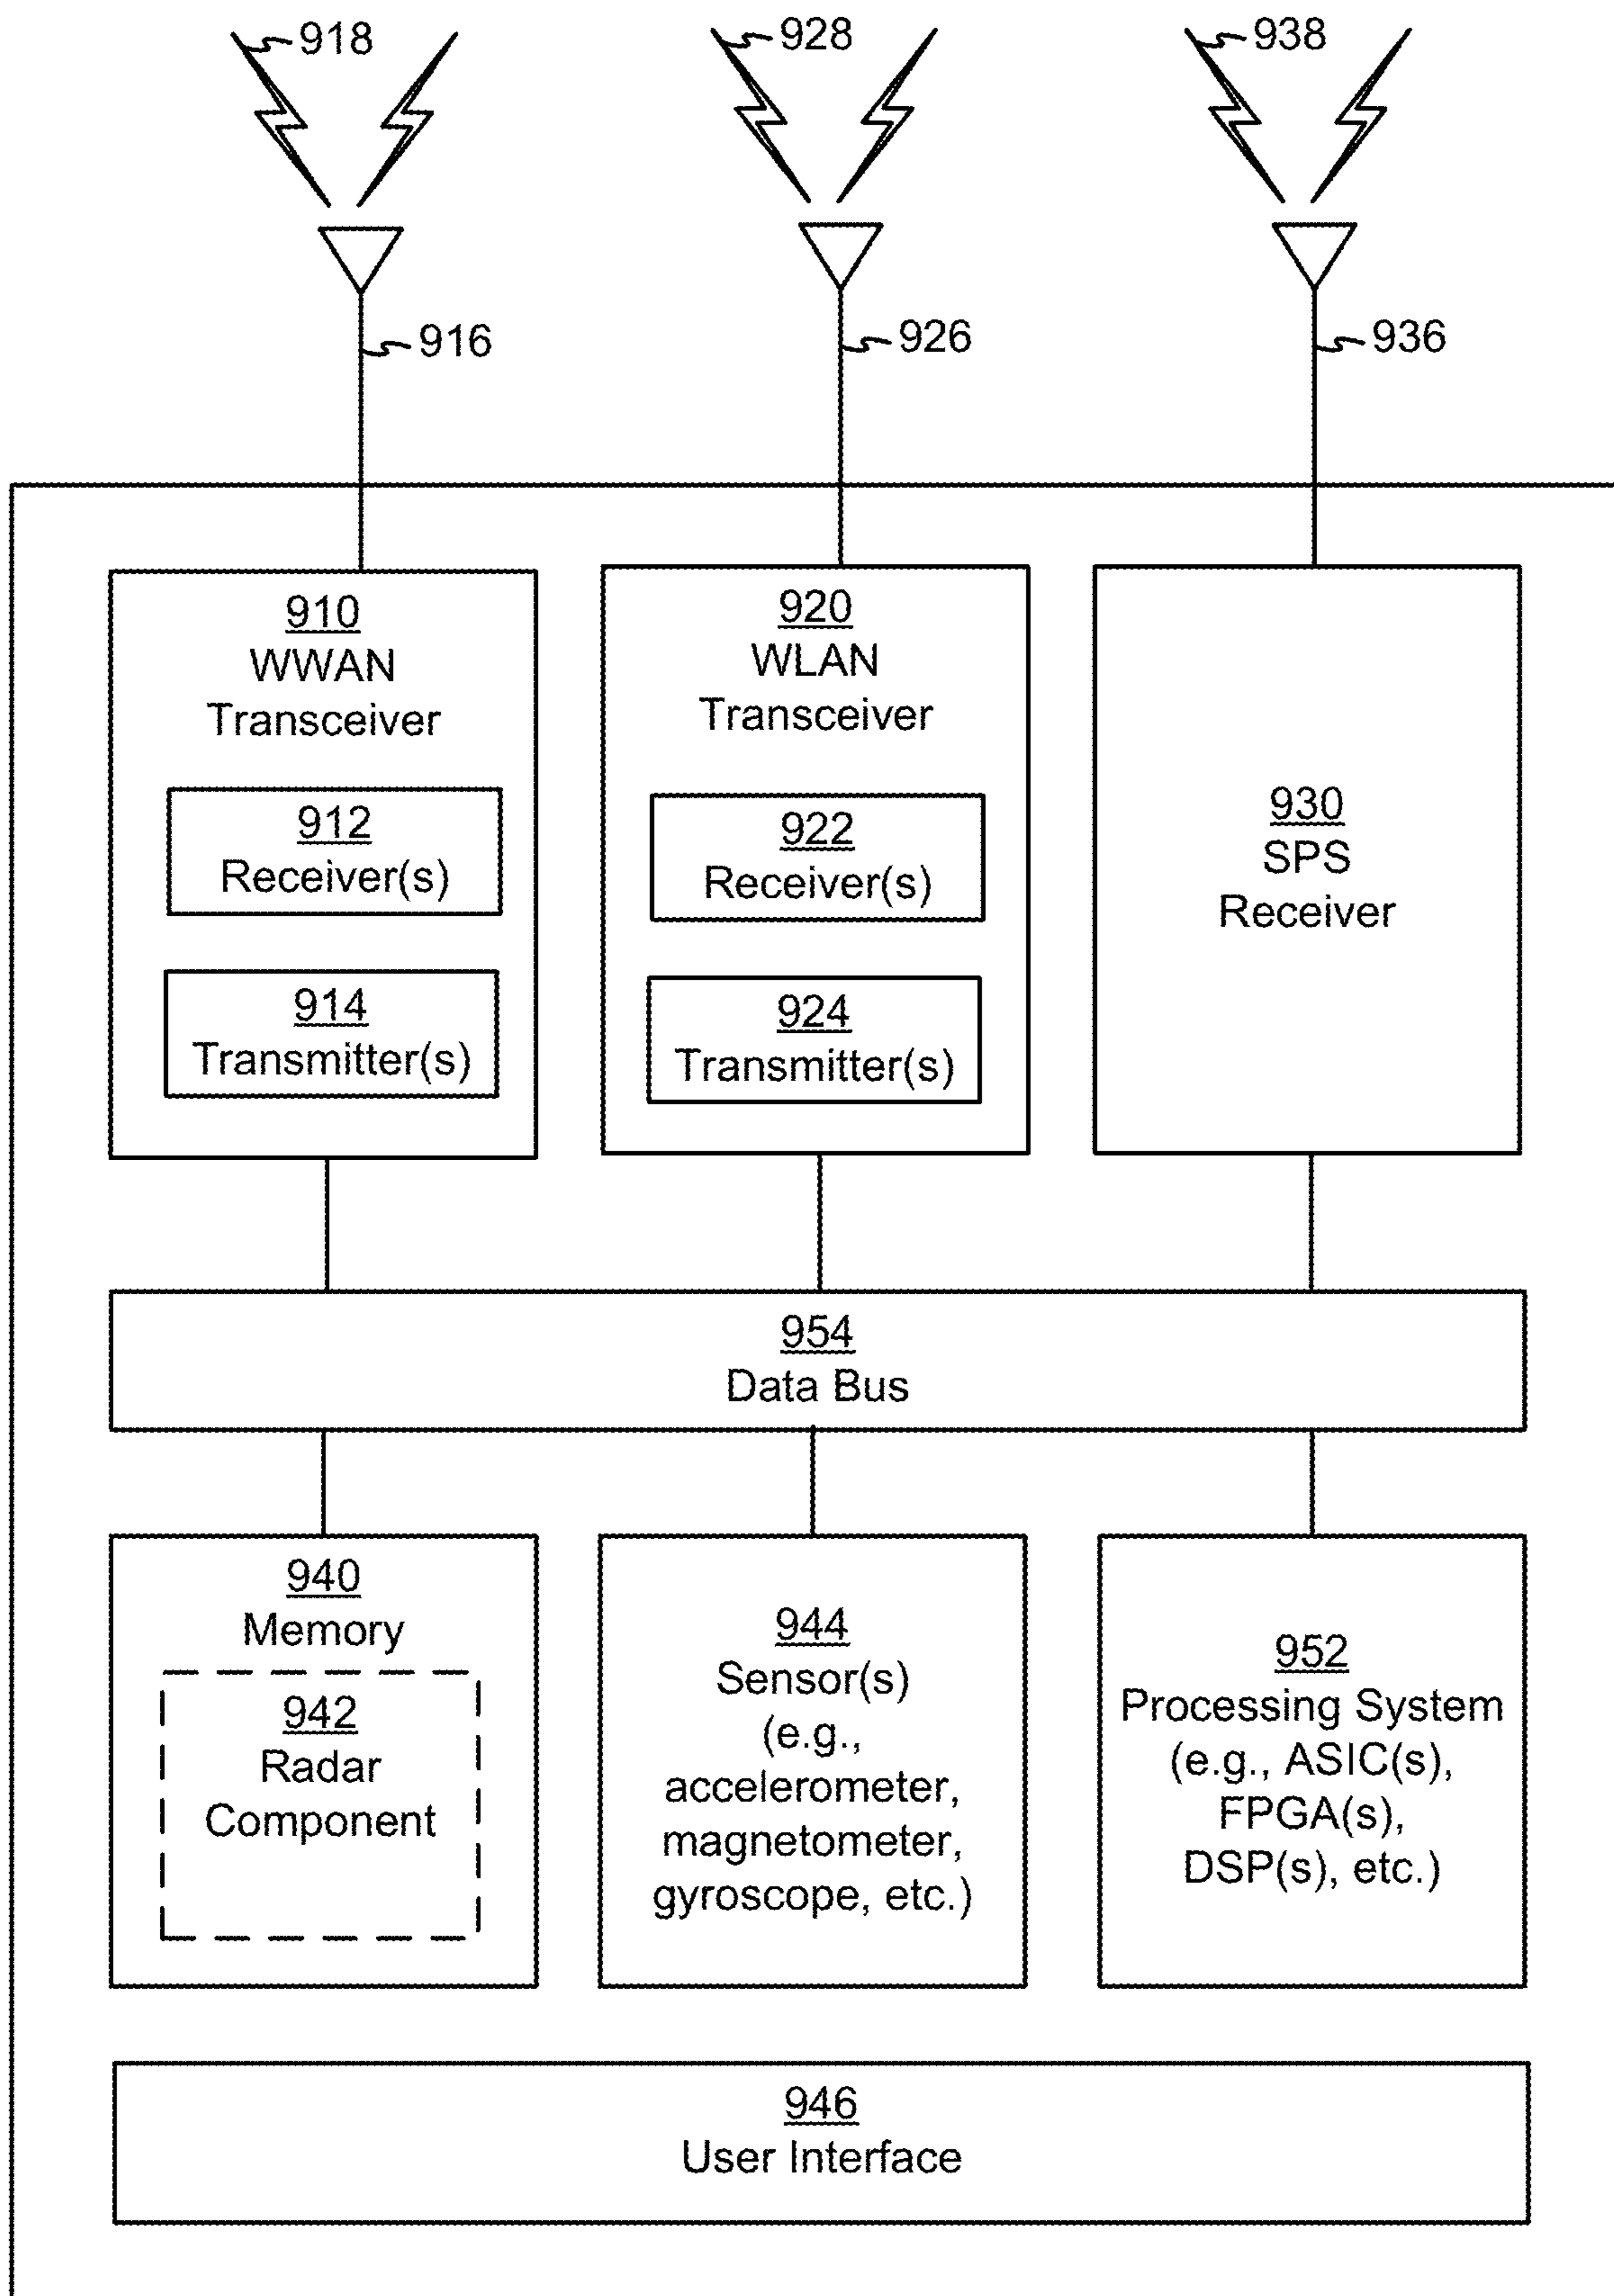 918
928
938
916
926
936
910
WWAN
Transceiver
912
Receiver(s)
914
Transmitter(s)
920
WLAN
Transceiver
922
Receiver(s)
924
Transmitter(s)
930
SPS
Receiver
954
Data Bus
940
Memory
942
Radar
Component
944
Sensor(s)
(e.g.,
accelerometer,
magnetometer,
gyroscope, etc.)
952
Processing System
(e.g., ASIC(s),
FPGA(s),
DSP(s), etc.)
946
User Interface